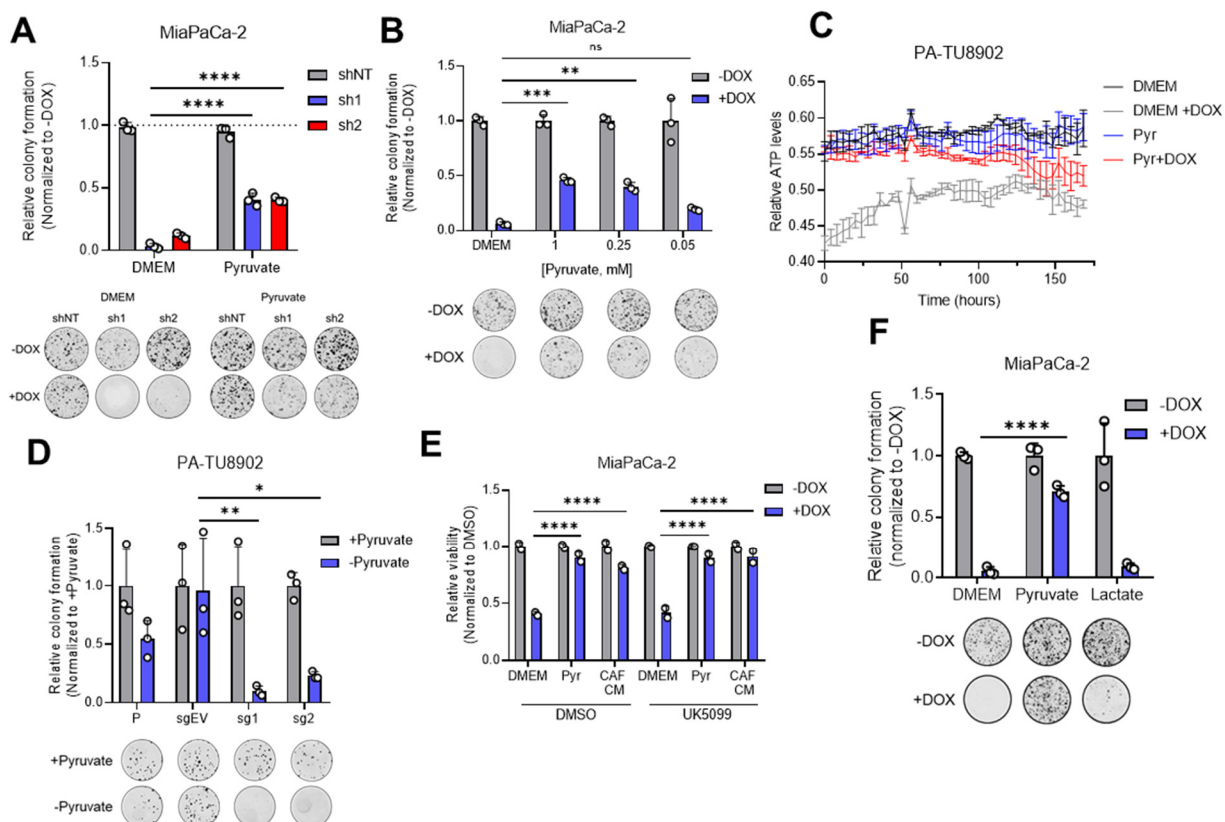 A
MiaPaCa-2
Relative colony formation
(Normalized to -DOX)
1.5
1.0
0.5
0.0
****
****
shNT
sh1
sh2
DMEM
Pyruvate
DMEM
Pyruvate
shNT
sh1
sh2
shNT
sh1
sh2
-DOX
+DOX
B
MiaPaCa-2
Relative colony formation
(Normalized to -DOX)
1.5
1.0
0.5
0.0
ns
**
***
-DOX
+DOX
DMEM
1
0.25
0.05
[Pyruvate, mM]
-DOX
+DOX
C
PA-TU8902
Relative ATP levels
0.65
0.60
0.55
0.50
0.45
0.40
0
50
100
150
Time (hours)
DMEM
DMEM +DOX
Pyr
Pyr+DOX
D
PA-TU8902
Relative colony formation
(Normalized to +Pyruvate)
1.5
1.0
0.5
0.0
*
**
+Pyruvate
-Pyruvate
P
sgEV
sg1
sg2
+Pyruvate
-Pyruvate
E
MiaPaCa-2
Relative viability
(Normalized to DMSO)
1.5
1.0
0.5
0.0
****
****
****
****
-DOX
+DOX
DMEM
Pyr
CAF
CM
DMEM
Pyr
CAF
CM
DMSO
UK5099
F
MiaPaCa-2
Relative colony formation
(normalized to -DOX)
1.5
1.0
0.5
0.0
****
-DOX
+DOX
DMEM
Pyruvate
Lactate
-DOX
+DOX